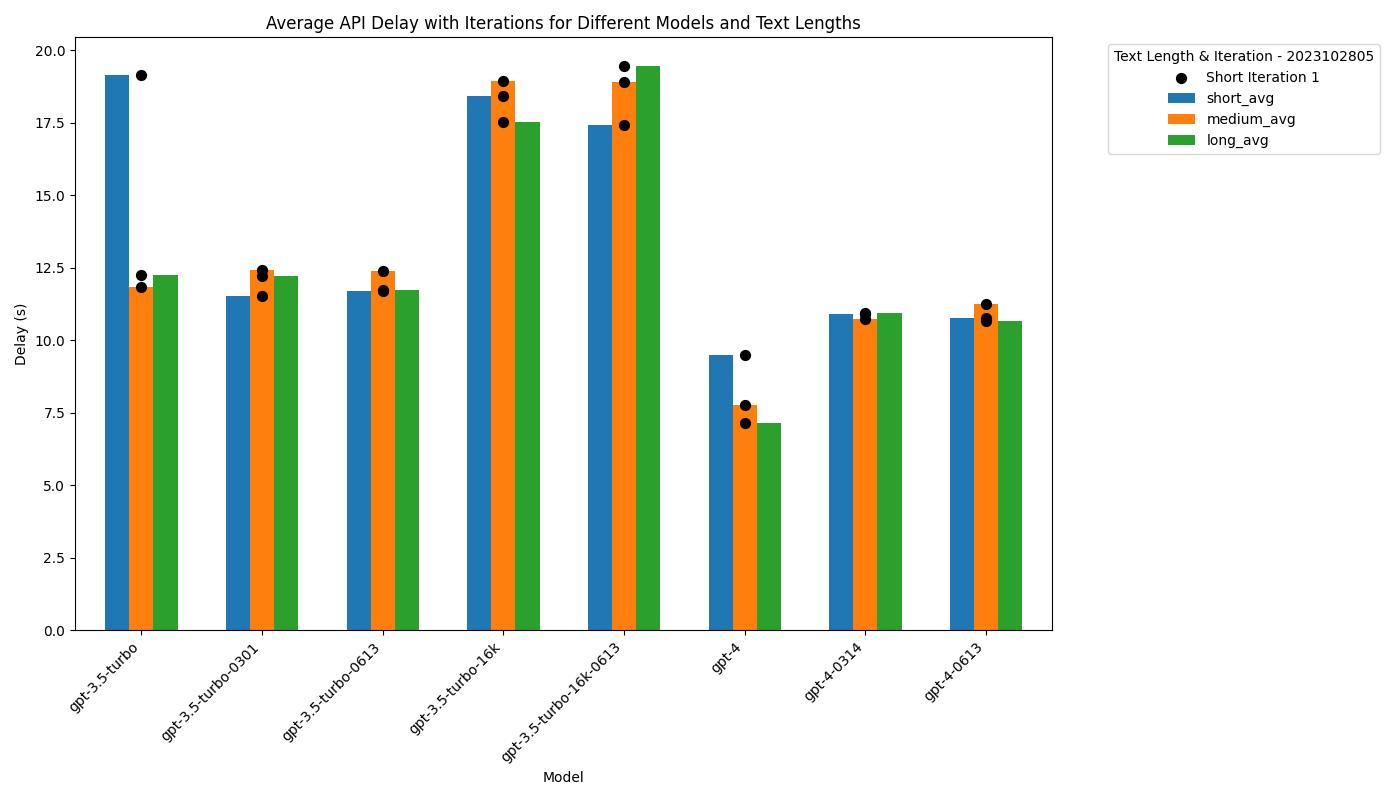 Average API Delay with Iterations for Different Models and Text Lengths
Text Length & Iteration - 2023102805
Short Iteration 1
short_avg
medium_avg
long_avg
Delay (s)
20.0
17.5
15.0
12.5
10.0
7.5
5.0
2.5
0.0
gpt-3.5-turbo
gpt-3.5-turbo-0301
gpt-3.5-turbo-0613
gpt-3.5-turbo-16k
gpt-3.5-turbo-16k-0613
gpt-4
gpt-4-0314
gpt-4-0613
Model